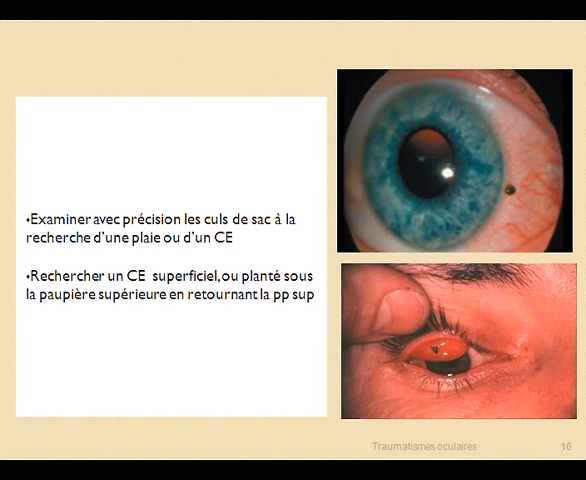 •Examiner avec précision les culs de sac à la
recherche d'une plaie ou d'un CE
•Rechercher un CE superficiel, ou planté sous
la paupière supérieure en retournant la pp sup
Traumatismes oculaires
16